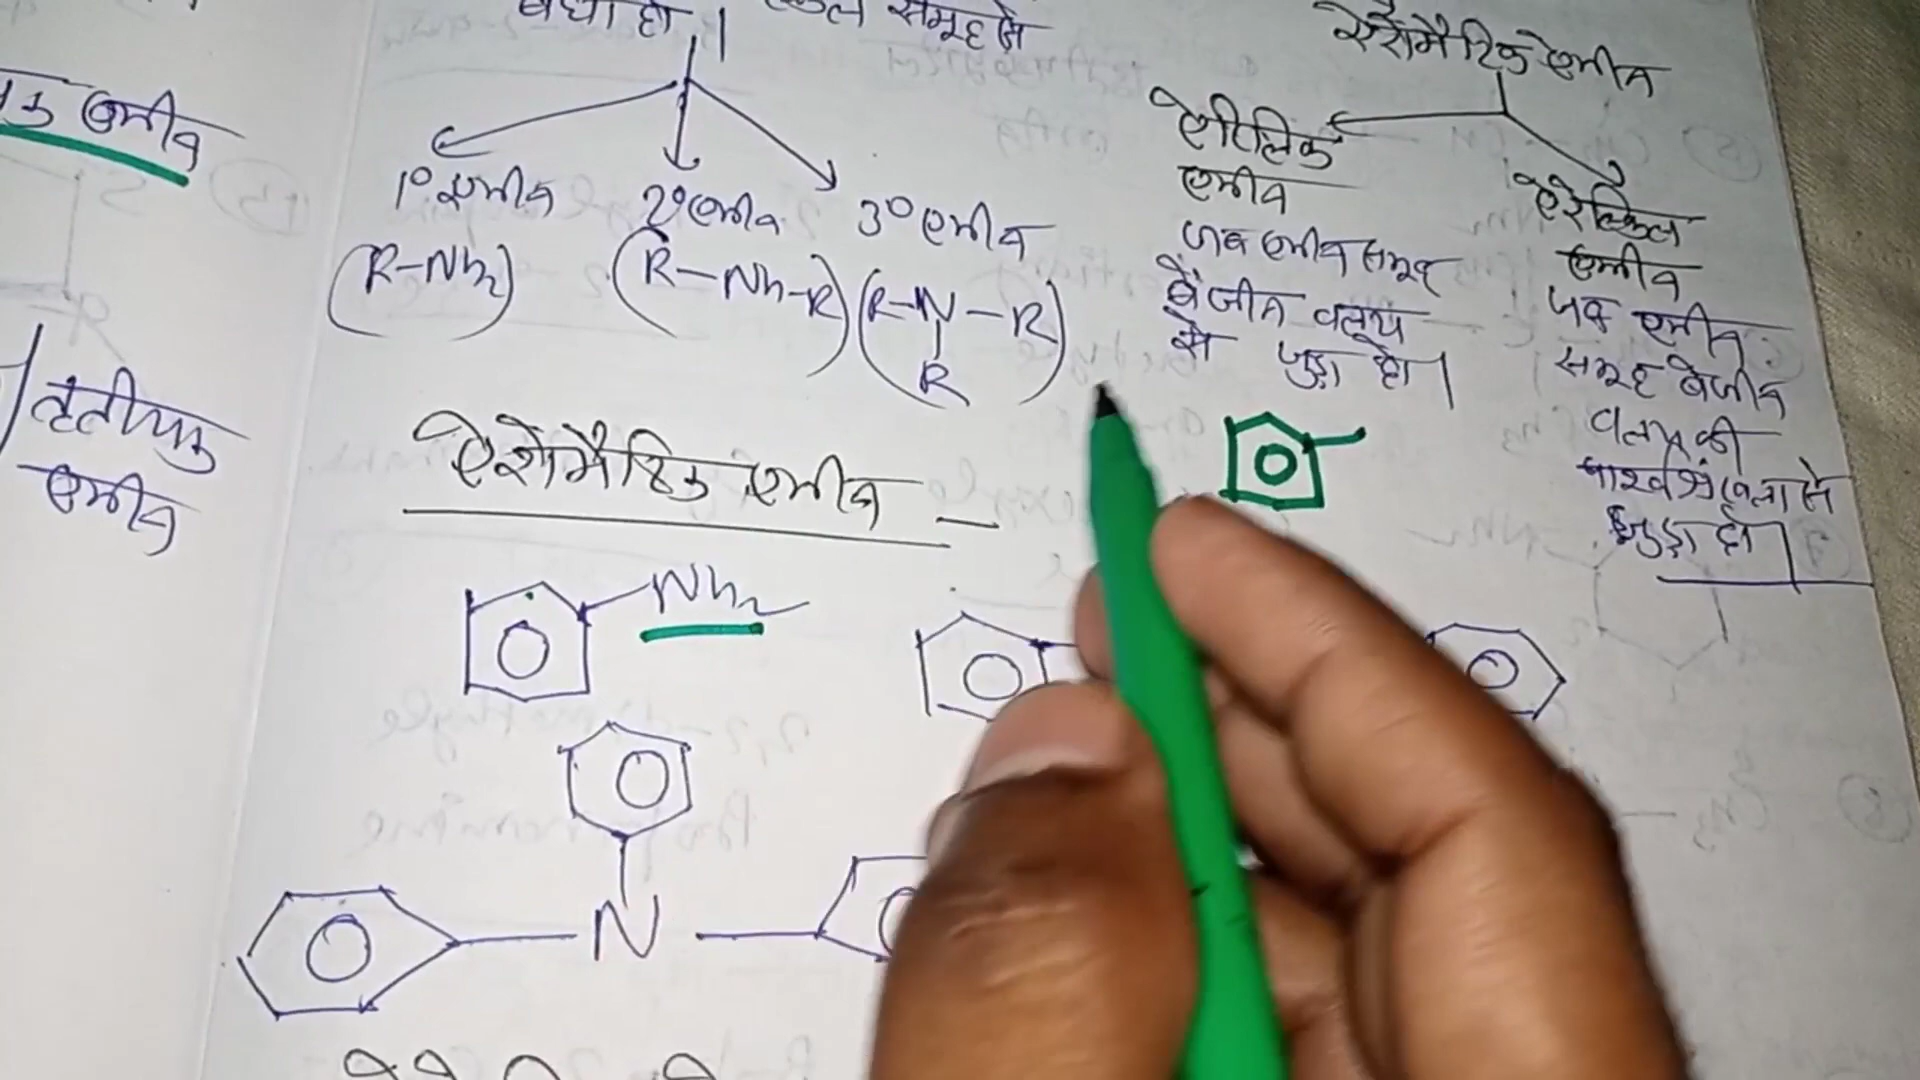 बंधा हो।
समूह से
ऐरोमैटिक एमीन
एमीन
तृतीयक
एमीन
1° एमीन
2° एमीन
3° एमीन
(R-Nh2)
(R-Nh-R)
(R-N-R)
R
ऐरिलिक
एमीन
जब एमीन समूह
बेंजीन वलय
से जुड़ा हो।
ऐरेल्किल
एमीन
जब एमीन
समूह बेंजीन
वलय की
पार्श्व श्रंखला से
जुड़ा हो।
ऐरोमैटिक एमीन –
Nh2
N